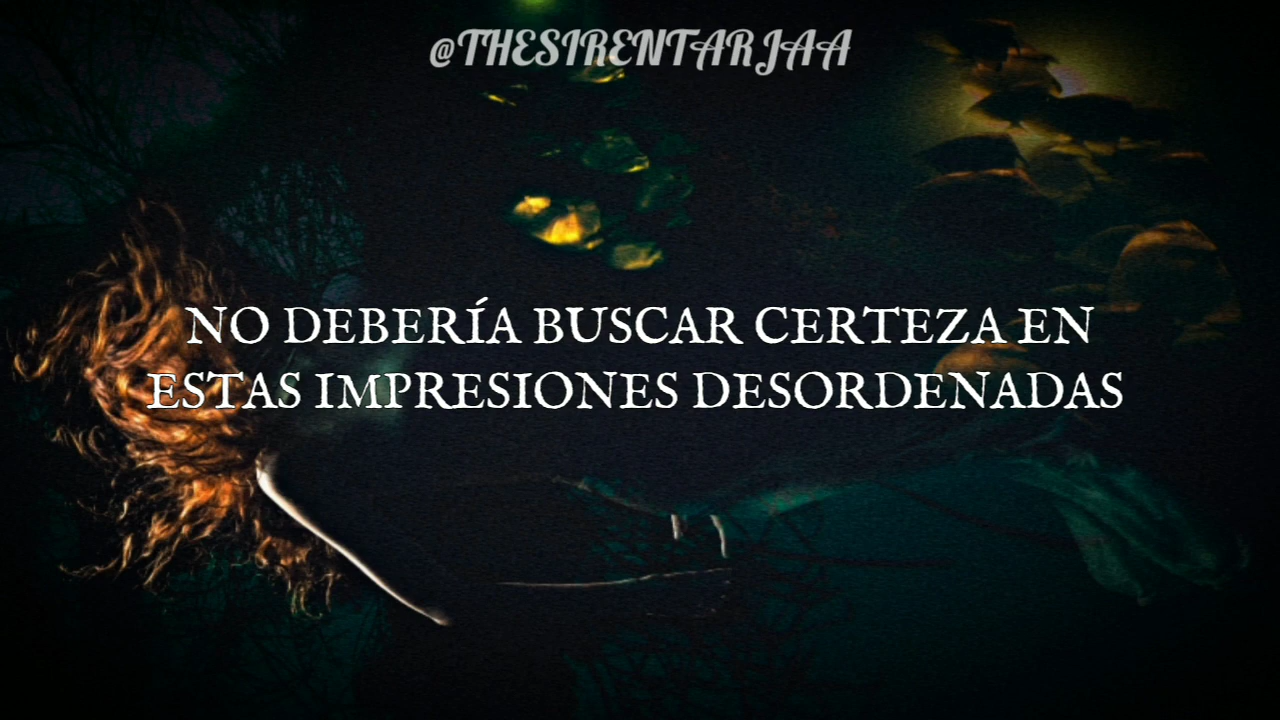 @THESIRENTARJAA
NO DEBERÍA BUSCAR CERTEZA EN
ESTAS IMPRESIONES DESORDENADAS